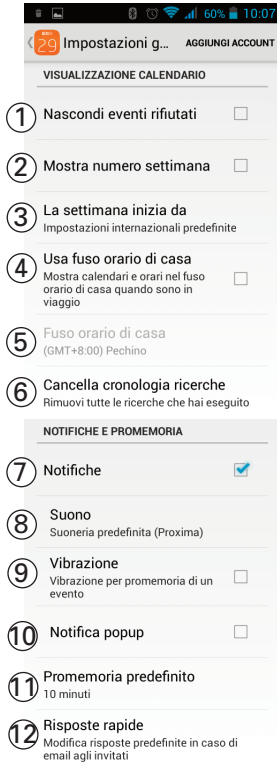 60% 10:07
29 Impostazioni g... AGGIUNGI ACCOUNT
VISUALIZZAZIONE CALENDARIO
1 Nascondi eventi rifiutati
2 Mostra numero settimana
3 La settimana inizia da
Impostazioni internazionali predefinite
4 Usa fuso orario di casa
Mostra calendari e orari nel fuso
orario di casa quando sono in
viaggio
5 Fuso orario di casa
(GMT+8:00) Pechino
6 Cancella cronologia ricerche
Rimuovi tutte le ricerche che hai eseguito
NOTIFICHE E PROMEMORIA
7 Notifiche
8 Suono
Suoneria predefinita (Proxima)
9 Vibrazione
Vibrazione per promemoria di un
evento
10 Notifica popup
11 Promemoria predefinito
10 minuti
12 Risposte rapide
Modifica risposte predefinite in caso di
email agli invitati